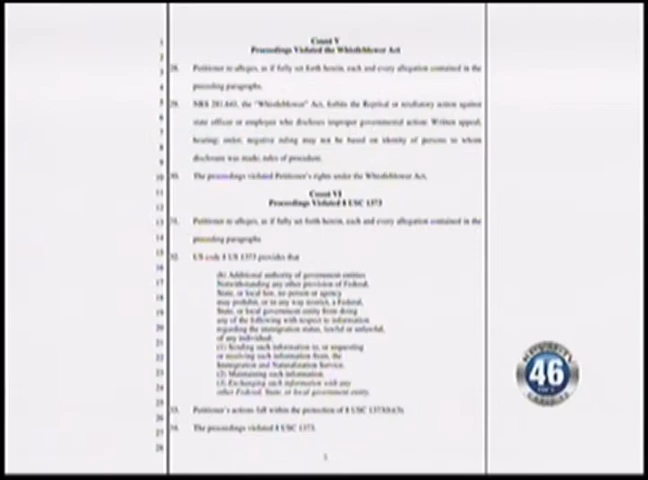 1
2
3
4
5
6
7
8
9
10
11
12
13
14
15
16
17
18
19
20
21
22
23
24
25
26
27
28
Count V
Proceedings Violated the Whistleblower Act
28. Petitioner re-alleges, as if fully set forth herein, each and every allegation contained in the
preceding paragraphs.
29. NRS 281.641, the "Whistleblower" Act, forbids the Reprisal or retaliatory action against
state officer or employee who discloses improper governmental action: Written appeal;
hearing; order; negative ruling may not be based on identity of persons to whom
disclosure was made; rules of procedure.
30. The proceedings violated Petitioner's rights under the Whistleblower Act.
Count VI
Proceedings Violated 8 USC 1373
31. Petitioner re-alleges, as if fully set forth herein, each and every allegation contained in the
preceding paragraphs.
32. US code 8 US 1373 provides that
(b) Additional authority of government entities
Notwithstanding any other provision of Federal,
State, or local law, no person or agency
may prohibit, or in any way restrict, a Federal,
State, or local government entity from doing
any of the following with respect to information
regarding the immigration status, lawful or unlawful,
of any individual:
(1) Sending such information to, or requesting
or receiving such information from, the
Immigration and Naturalization Service.
(2) Maintaining such information.
(3) Exchanging such information with any
other Federal, State, or local government entity.
33. Petitioner's actions fall within the protection of 8 USC 1373(b)(3).
34. The proceedings violated 8 USC 1373.
46